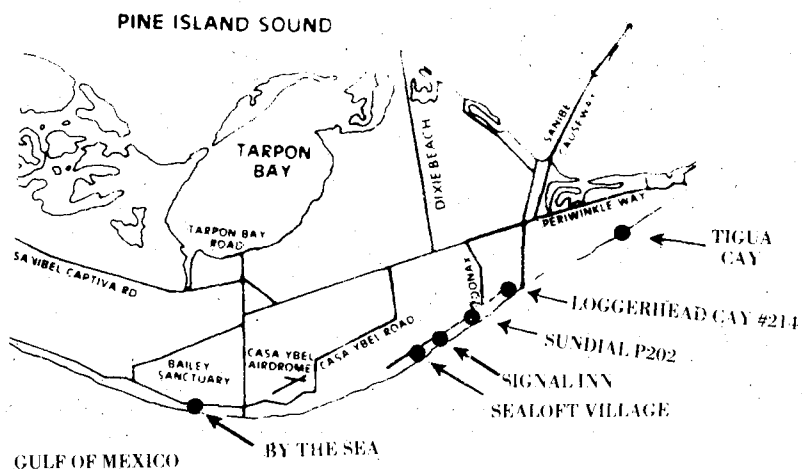 PINE ISLAND SOUND
TARPON
BAY
DIXIE BEACH
SANIBE
CAUSEWAY
TARPON BAY
ROAD
PERIWINKLE WAY
TIGUA
CAY
SANIBEL CAPTIVA RD
DONAX
LOGGERHEAD CAY #214
SUNDIAL P202
CASA YBEL ROAD
CASA YBEL
AIRDROME
BAILEY
SANCTUARY
SIGNAL INN
SEALOFT VILLAGE
BY THE SEA
GULF OF MEXICO